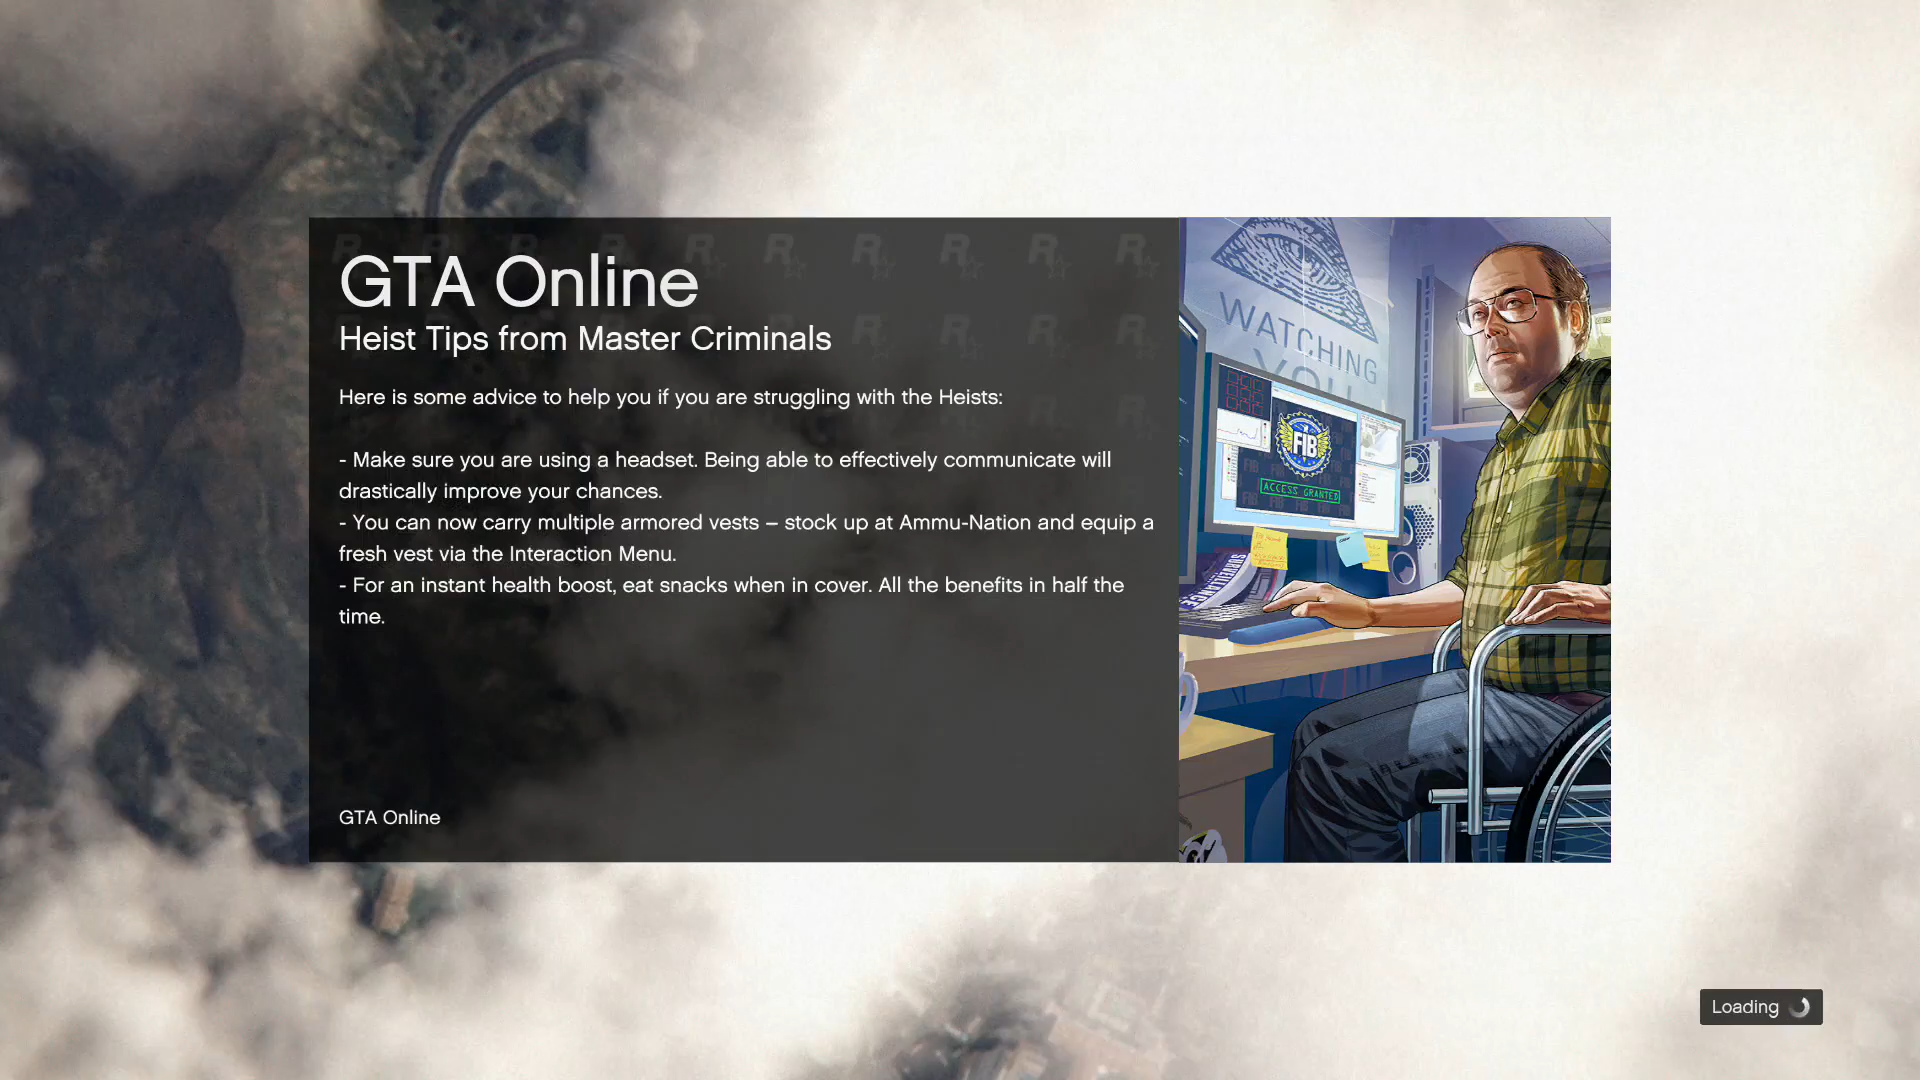 GTA Online
Heist Tips from Master Criminals
Here is some advice to help you if you are struggling with the Heists:
- Make sure you are using a headset. Being able to effectively communicate will
drastically improve your chances.
- You can now carry multiple armored vests – stock up at Ammu-Nation and equip a
fresh vest via the Interaction Menu.
- For an instant health boost, eat snacks when in cover. All the benefits in half the
time.
GTA Online
WATCHING
YOU
FIB
ACCESS GRANTED
SURVEILLANCE
Loading